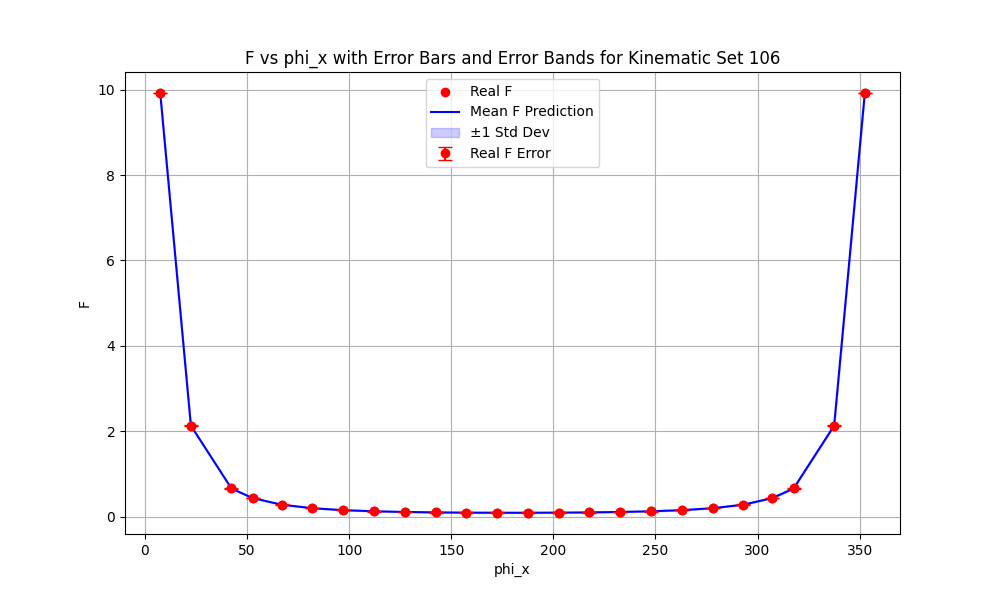 F vs phi_x with Error Bars and Error Bands for Kinematic Set 106
Real F
Mean F Prediction
±1 Std Dev
Real F Error
F
10
8
6
4
2
0
0 50 100 150 200 250 300 350
phi_x